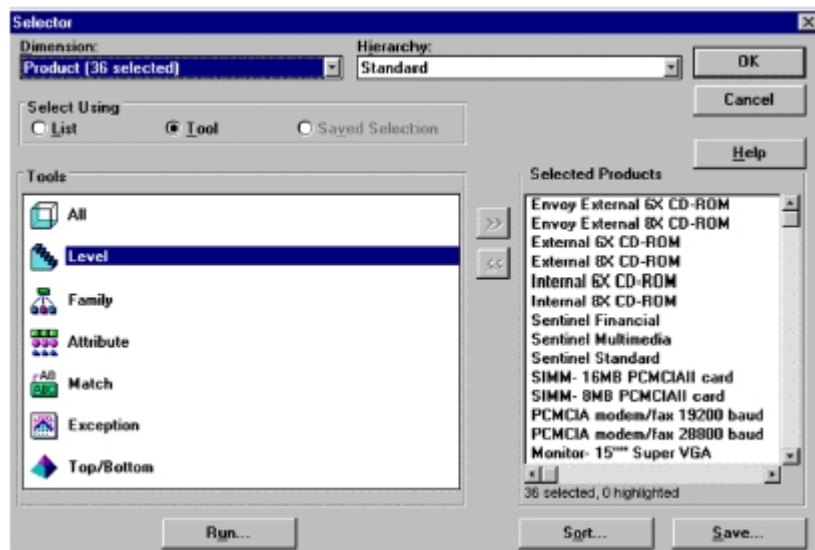 Selector
Dimension:
Product (36 selected)
Hierarchy:
Standard
OK
Cancel
Help
Select Using
List
Tool
Saved Selection
Tools
All
Level
Family
Attribute
Match
Exception
Top/Bottom
>>
<<
Selected Products
Envoy External 6X CD-ROM
Envoy External 8X CD-ROM
External 6X CD-ROM
External 8X CD-ROM
Internal 6X CD-ROM
Internal 8X CD-ROM
Sentinel Financial
Sentinel Multimedia
Sentinel Standard
SIMM- 16MB PCMCIAII card
SIMM- 8MB PCMCIAII card
PCMCIA modem/fax 19200 baud
PCMCIA modem/fax 28800 baud
Monitor- 15"" Super VGA
36 selected, 0 highlighted
Run...
Sort...
Save...